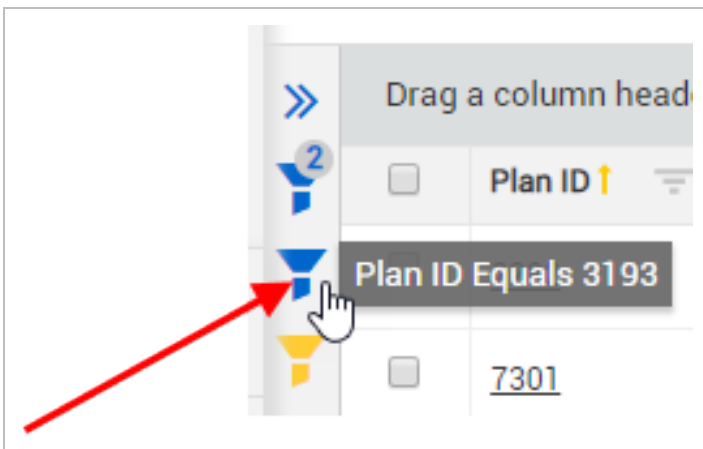 Drag a column head
2
Plan ID
Plan ID Equals 3193
7301